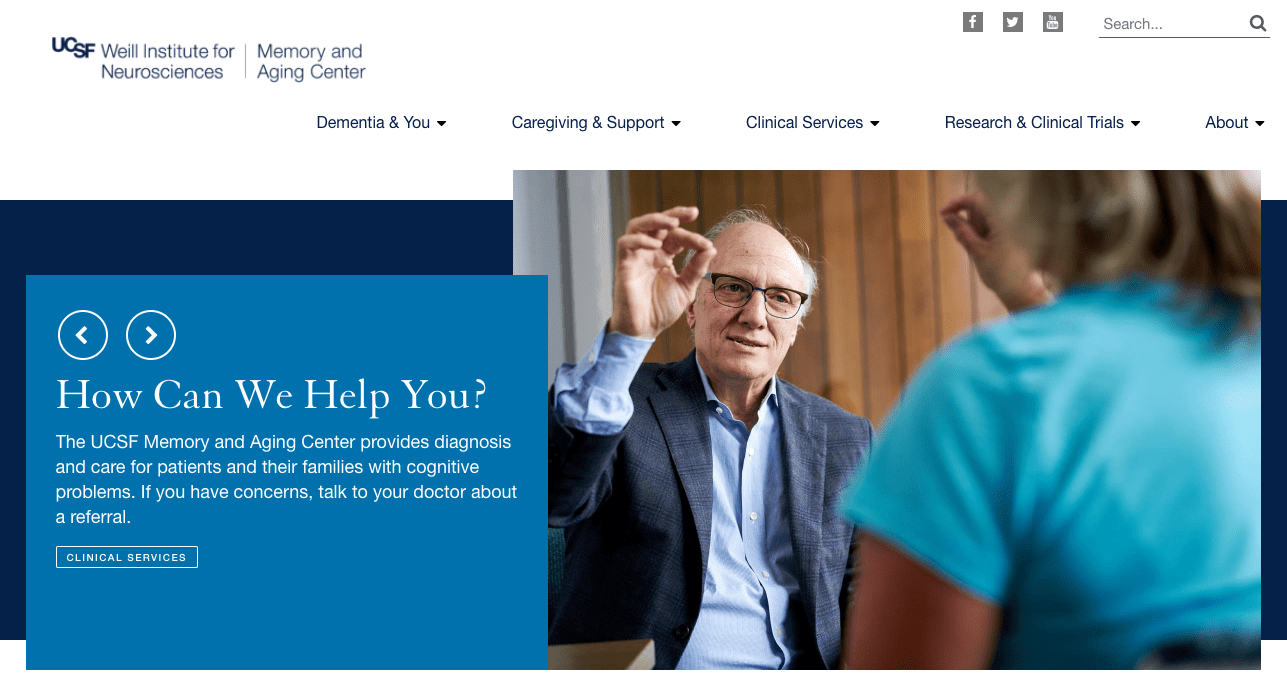 Search...
UCSF Weill Institute for Neurosciences
Memory and Aging Center
Dementia & You
Caregiving & Support
Clinical Services
Research & Clinical Trials
About
How Can We Help You?
The UCSF Memory and Aging Center provides diagnosis
and care for patients and their families with cognitive
problems. If you have concerns, talk to your doctor about
a referral.
CLINICAL SERVICES